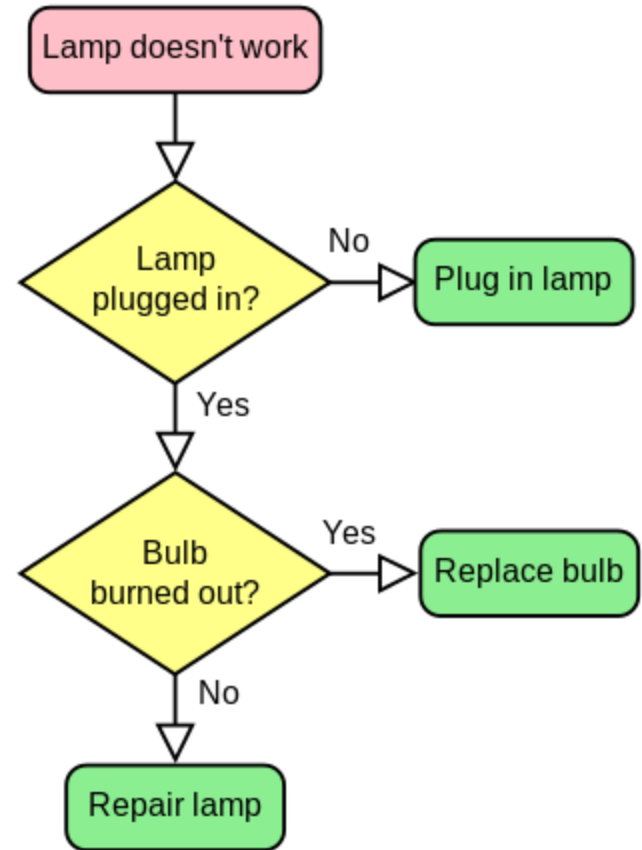 Lamp doesn't work
Lamp
plugged in?
No
Plug in lamp
Yes
Bulb
burned out?
Yes
Replace bulb
No
Repair lamp